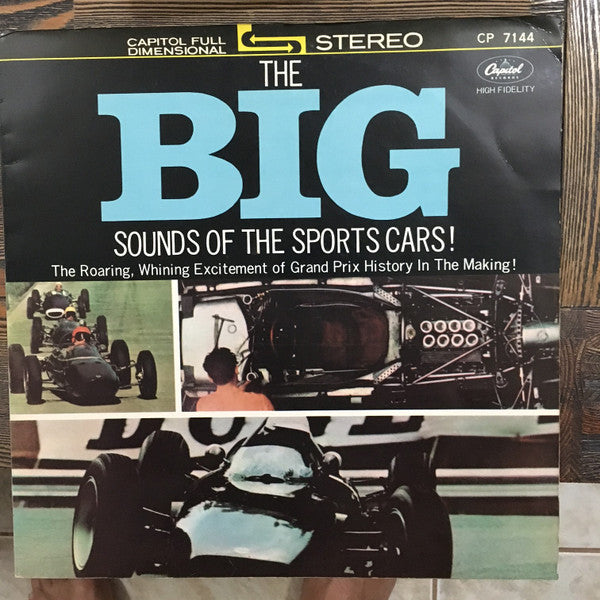 CAPITOL FULL DIMENSIONAL STEREO
CP 7144
Capitol
RECORDS
HIGH FIDELITY
THE
BIG
SOUNDS OF THE SPORTS CARS!
The Roaring, Whining Excitement of Grand Prix History In The Making!